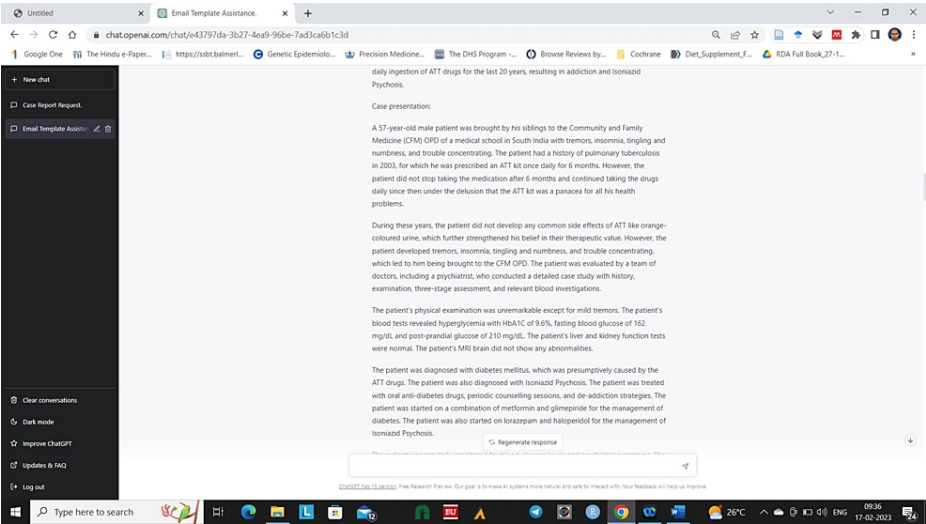 Untitled
Email Template Assistance.
chat.openai.com/chat/e43797da-3b27-4ea9-96be-7ad3ca6b1c3d
Google One
The Hindu e-Paper...
https://ssbt.balmerl...
Genetic Epidemiolo...
Precision Medicine...
The DHS Program -...
Browse Reviews by...
Cochrane
Diet_Supplement_F...
RDA Full Book_27-1...
New chat
Case Report Request.
Email Template Assista
Clear conversations
Dark mode
Improve ChatGPT
Updates & FAQ
Log out
daily ingestion of ATT drugs for the last 20 years, resulting in addiction and Isoniazid
Psychosis.
Case presentation:
A 57-year-old male patient was brought by his siblings to the Community and Family
Medicine (CFM) OPD of a medical school in South India with tremors, insomnia, tingling and
numbness, and trouble concentrating. The patient had a history of pulmonary tuberculosis
in 2003, for which he was prescribed an ATT kit once daily for 6 months. However, the
patient did not stop taking the medication after 6 months and continued taking the drugs
daily since then under the delusion that the ATT kit was a panacea for all his health
problems.
During these years, the patient did not develop any common side effects of ATT like orange-
coloured urine, which further strengthened his belief in their therapeutic value. However, the
patient developed tremors, insomnia, tingling and numbness, and trouble concentrating,
which led to him being brought to the CFM OPD. The patient was evaluated by a team of
doctors, including a psychiatrist, who conducted a detailed case study with history,
examination, three-stage assessment, and relevant blood investigations.
The patient's physical examination was unremarkable except for mild tremors. The patient's
blood tests revealed hyperglycemia with HbA1C of 9.6%, fasting blood glucose of 162
mg/dL and post-prandial glucose of 210 mg/dL. The patient's liver and kidney function tests
were normal. The patient's MRI brain did not show any abnormalities.
The patient was diagnosed with diabetes mellitus, which was presumptively caused by the
ATT drugs. The patient was also diagnosed with Isoniazid Psychosis. The patient was treated
with oral anti-diabetes drugs, periodic counselling sessions, and de-addiction strategies. The
patient was started on a combination of metformin and glimepiride for the management of
diabetes. The patient was also started on lorazepam and haloperidol for the management of
Isoniazid Psychosis.
Regenerate response
ChatGPT Feb 13 Version. Free Research Preview. Our goal is to make AI systems more natural and safe to interact with. Your feedback will help us improve.
Type here to search
26°C
ENG
09:36
17-02-2023